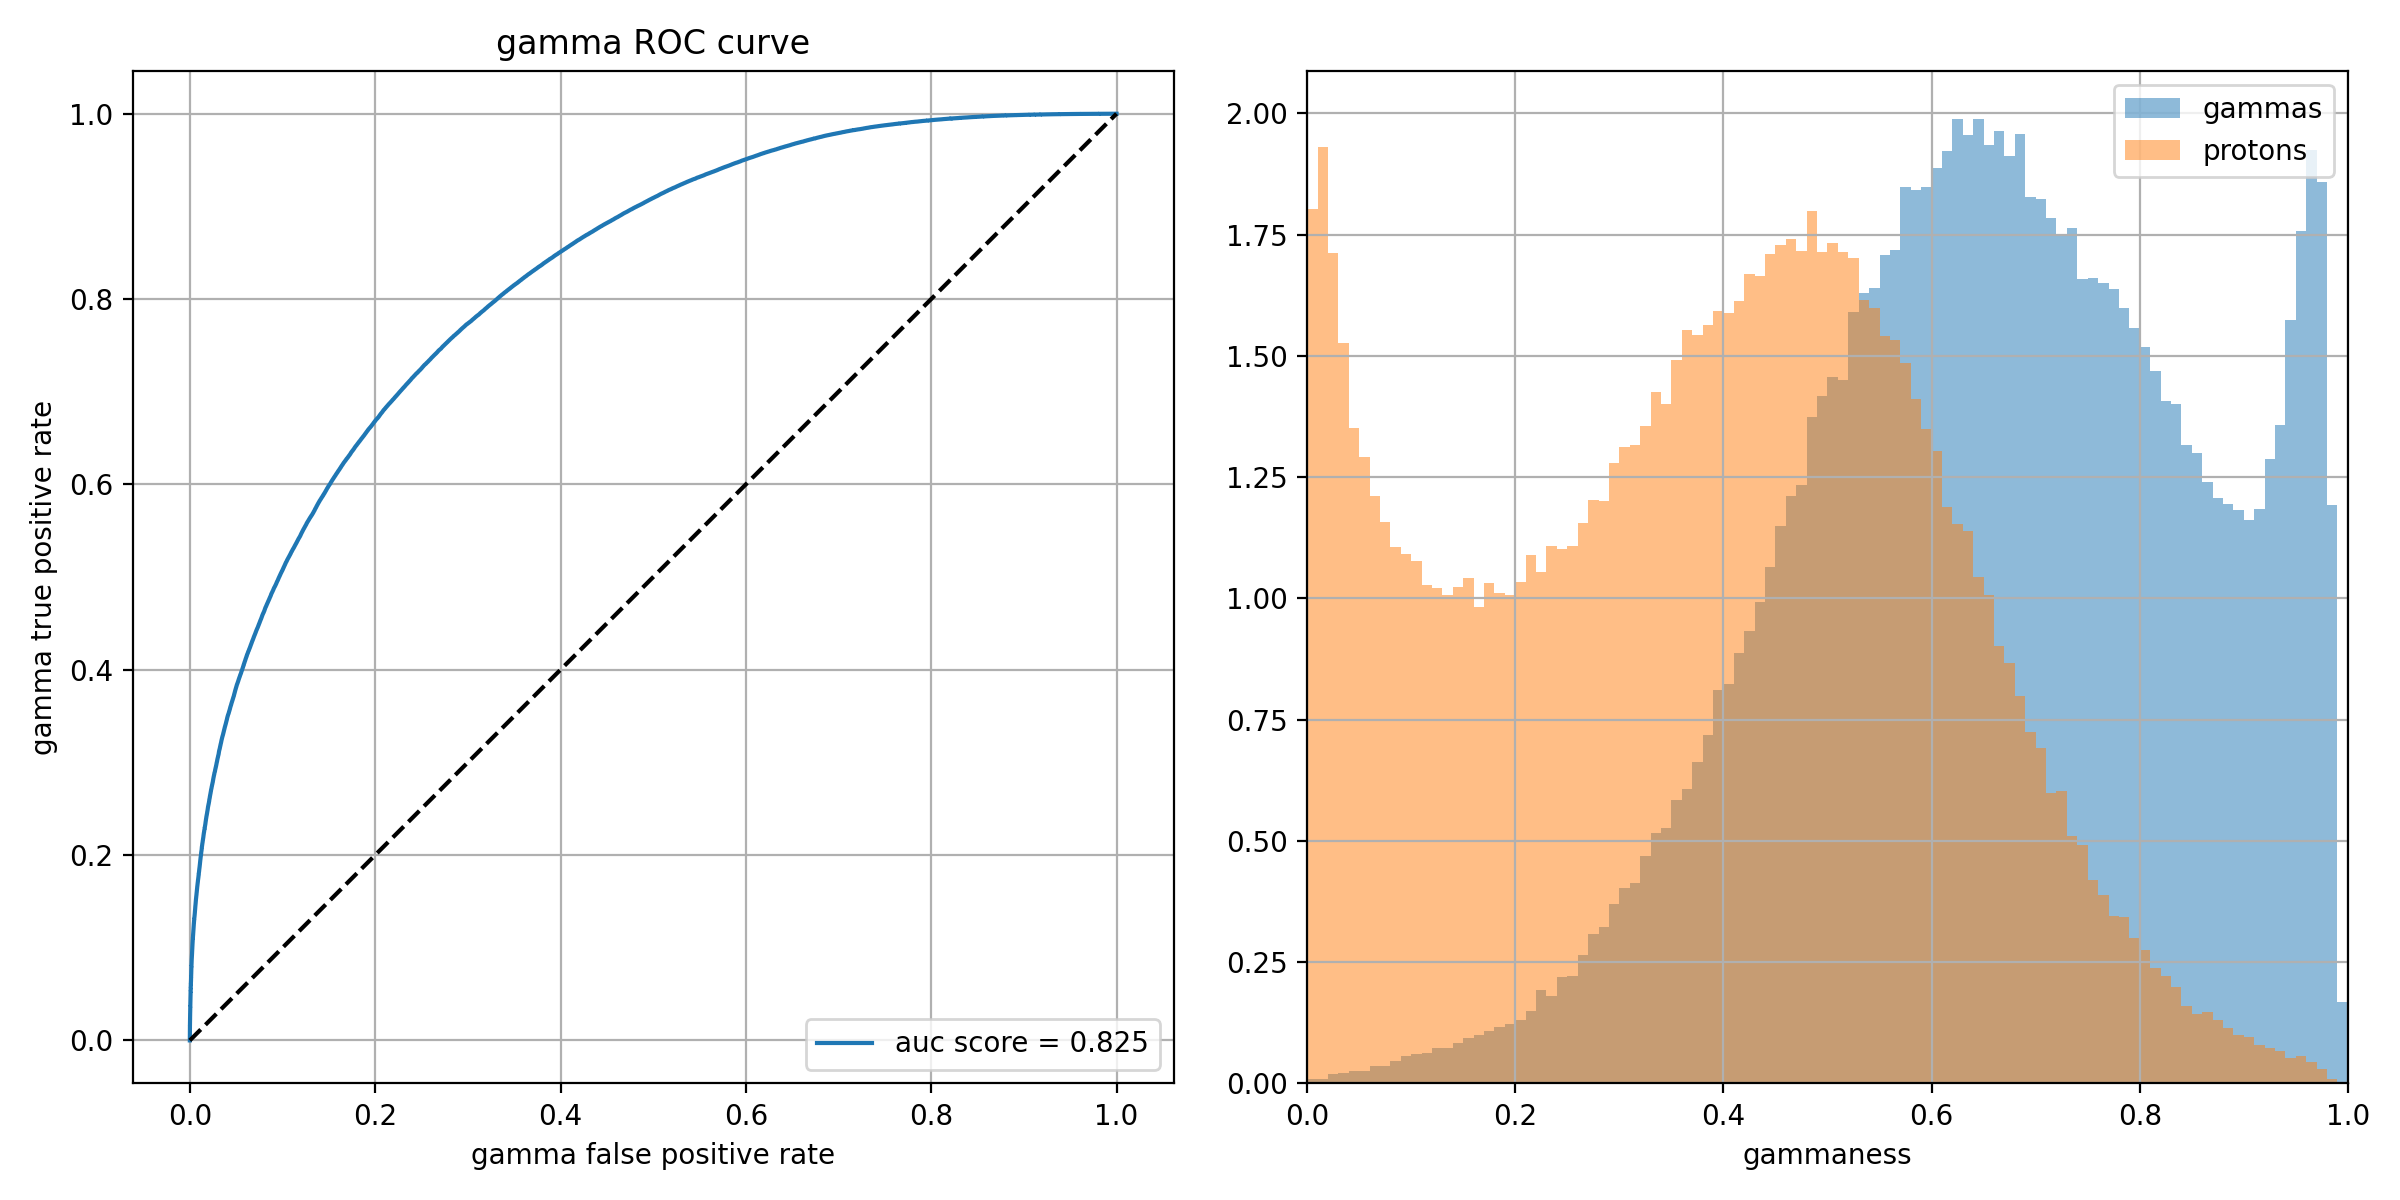 gamma ROC curve
1.0
0.8
0.6
0.4
0.2
0.0
gamma true positive rate
auc score = 0.825
0.0 0.2 0.4 0.6 0.8 1.0
gamma false positive rate
2.00
1.75
1.50
1.25
1.00
0.75
0.50
0.25
0.00
gammas
protons
0.0 0.2 0.4 0.6 0.8 1.0
gammaness